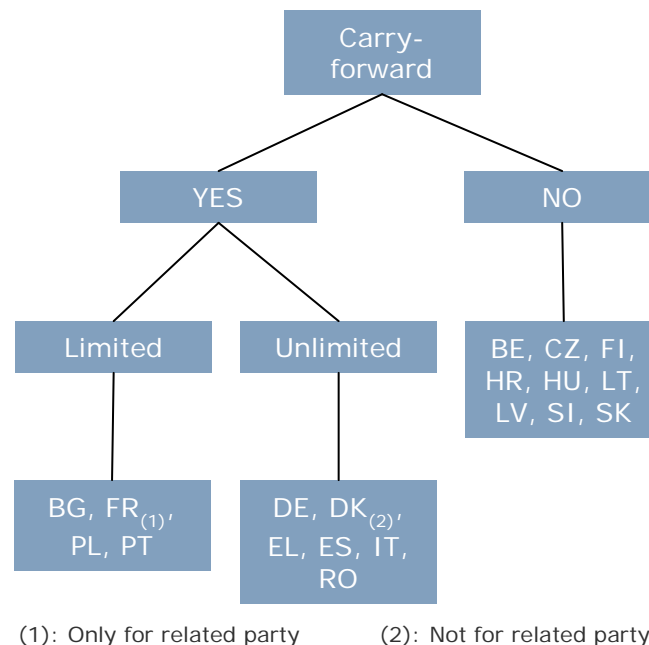 Carry-
forward
YES
NO
Limited
Unlimited
BE, CZ, FI,
HR, HU, LT,
LV, SI, SK
BG, FR(1),
PL, PT
DE, DK(2),
EL, ES, IT,
RO
(1): Only for related party
(2): Not for related party